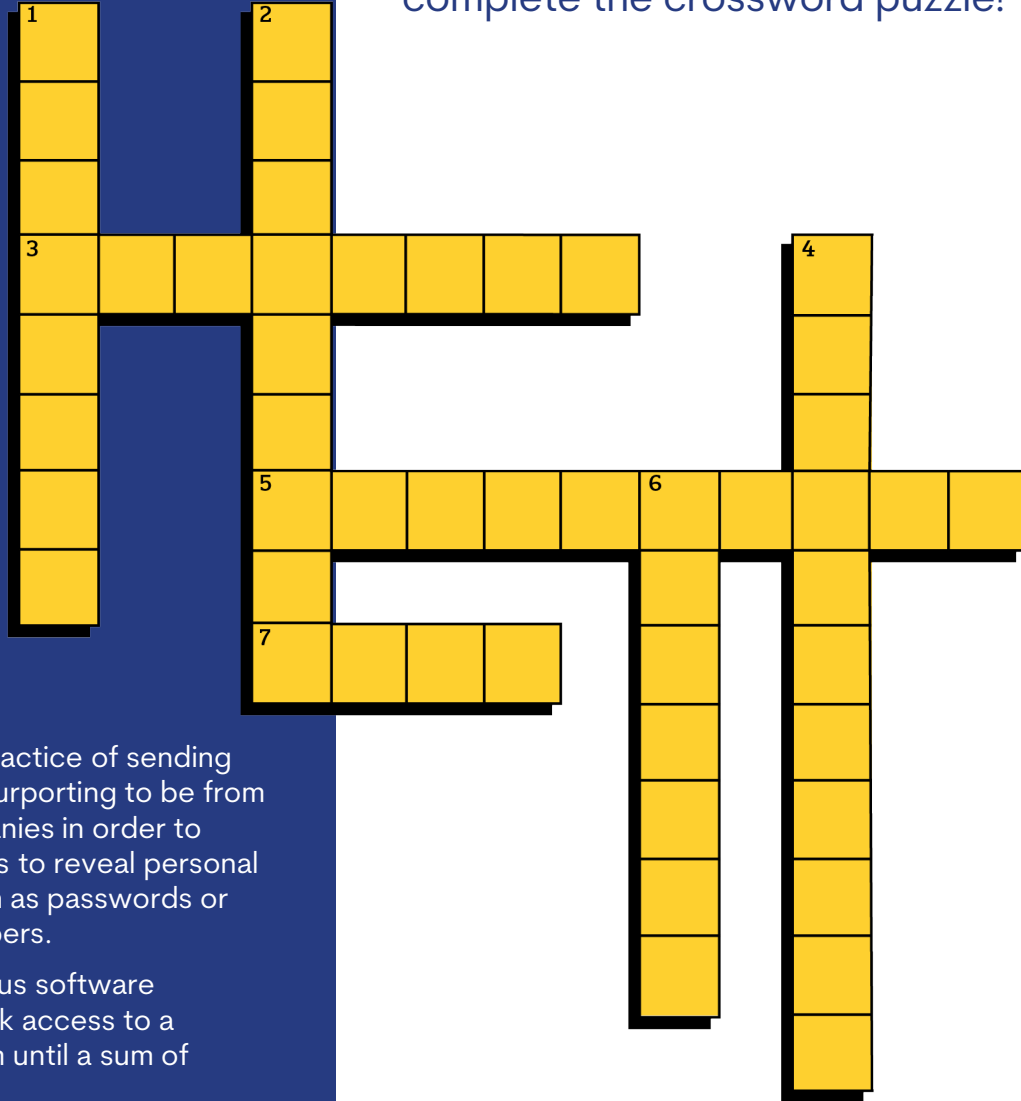 complete the crossword puzzle!
1
2
3
4
5
6
7
actice of sending
urporting to be from
anies in order to
s to reveal personal
as passwords or
bers.
us software
k access to a
until a sum of